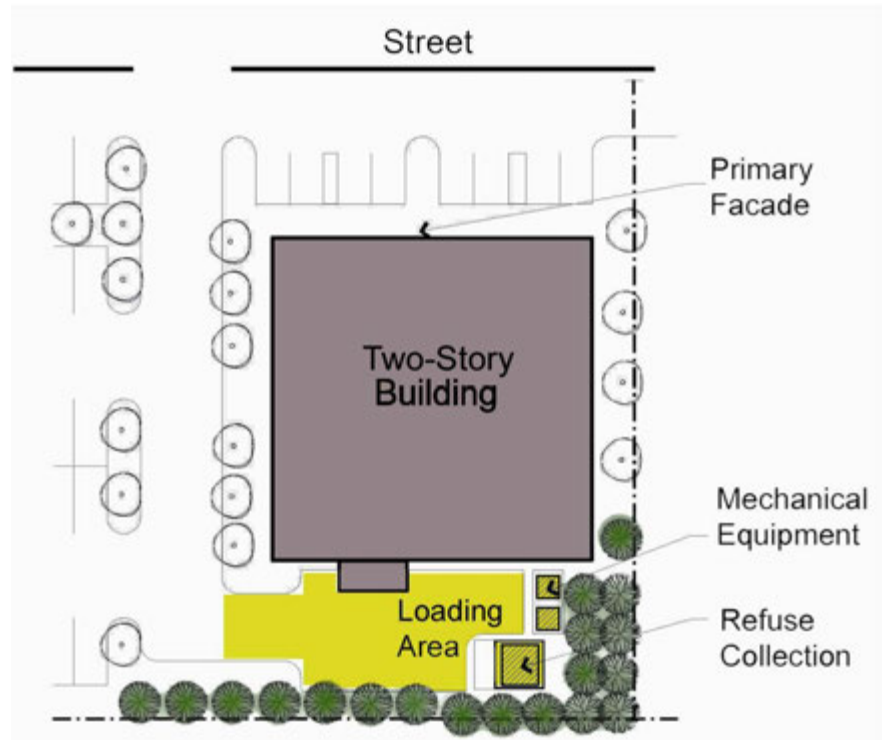 Street
Primary
Facade
Two-Story
Building
Mechanical
Equipment
Loading
Area
Refuse
Collection